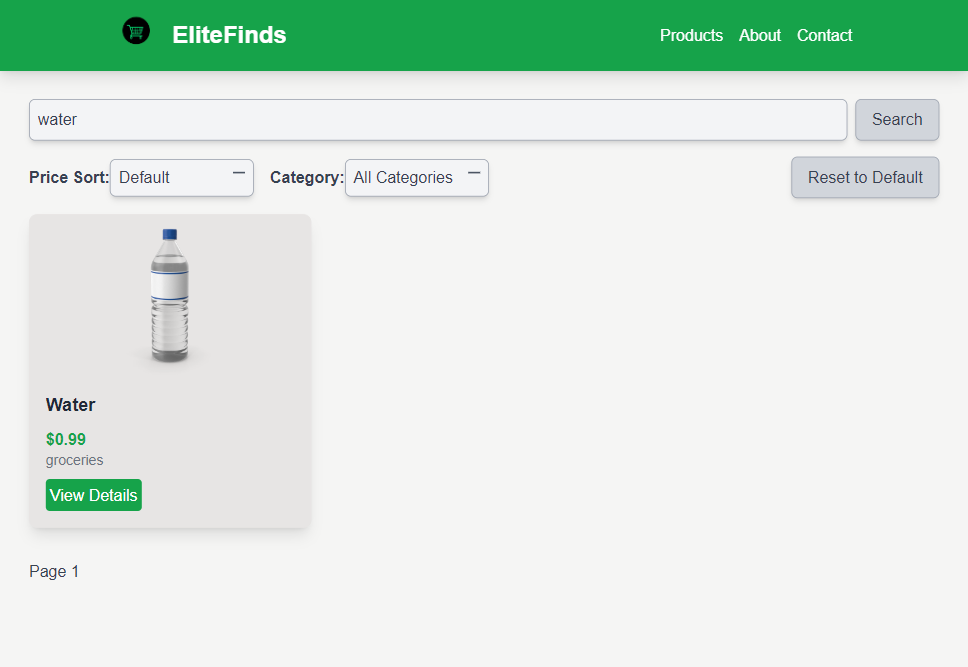 EliteFinds Products About Contact
water Search
Price Sort: Default Category: All Categories Reset to Default
Water
$0.99
groceries
View Details
Page 1